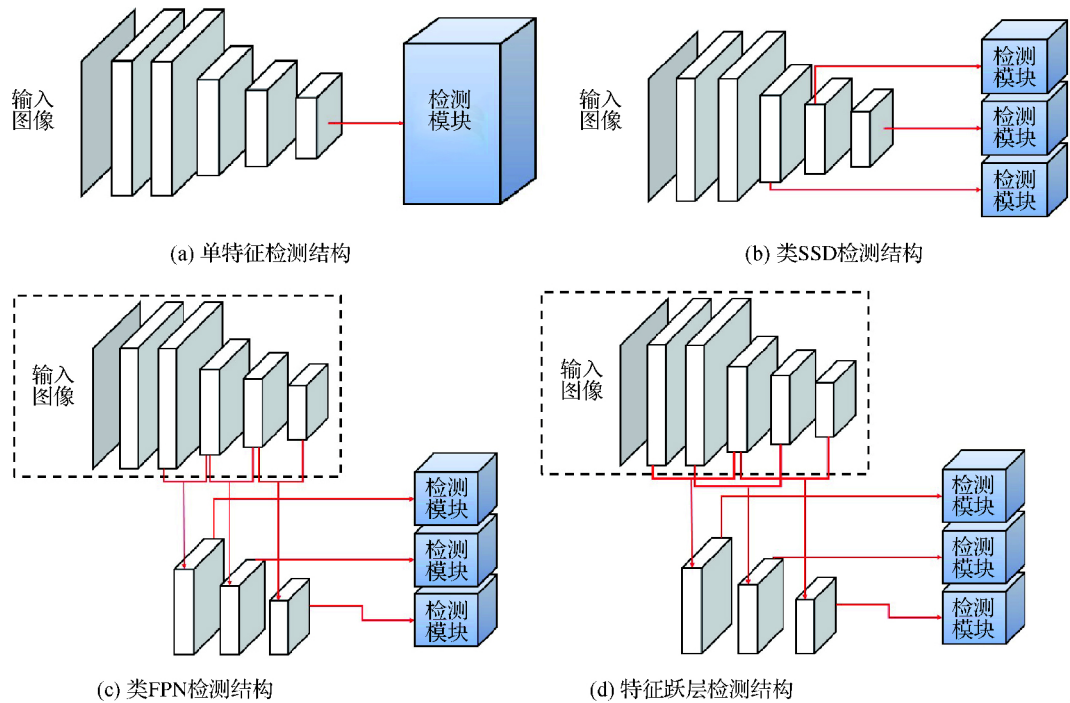 输入
图像
检测
模块
(a) 单特征检测结构
输入
图像
检测
模块
检测
模块
检测
模块
(b) 类SSD检测结构
输入
图像
检测
模块
检测
模块
检测
模块
(c) 类FPN检测结构
输入
图像
检测
模块
检测
模块
检测
模块
(d) 特征跃层检测结构